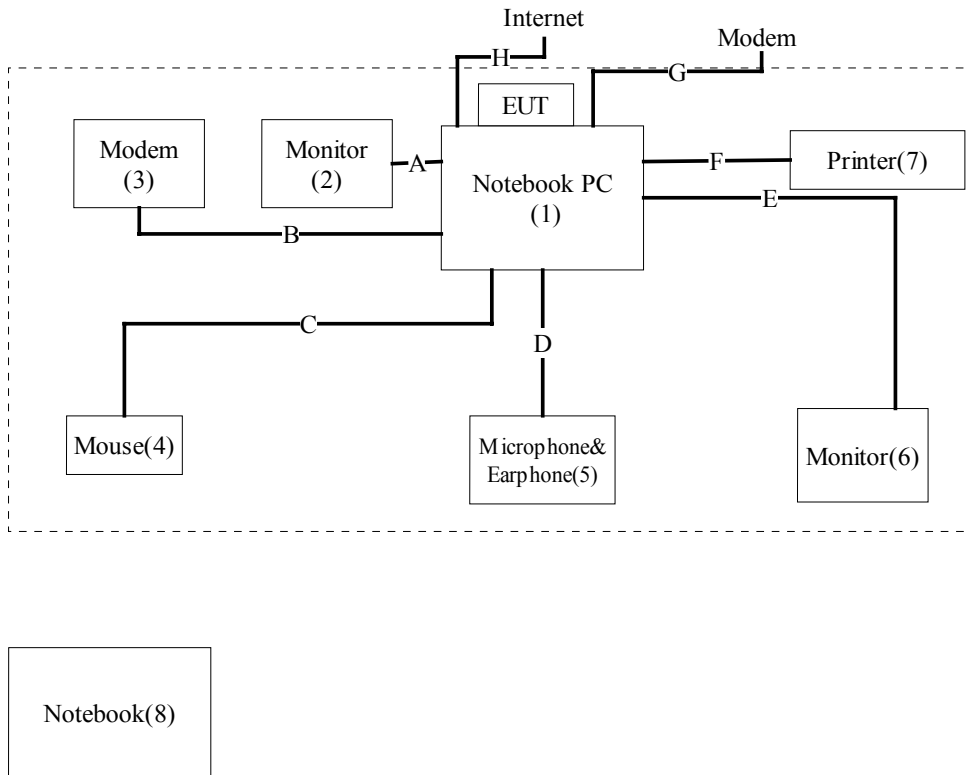 Internet
Modem
H
G
EUT
Modem
(3)
Monitor
(2)
A
Notebook PC
(1)
F
Printer(7)
E
B
C
D
Mouse(4)
Microphone&
Earphone(5)
Monitor(6)
Notebook(8)